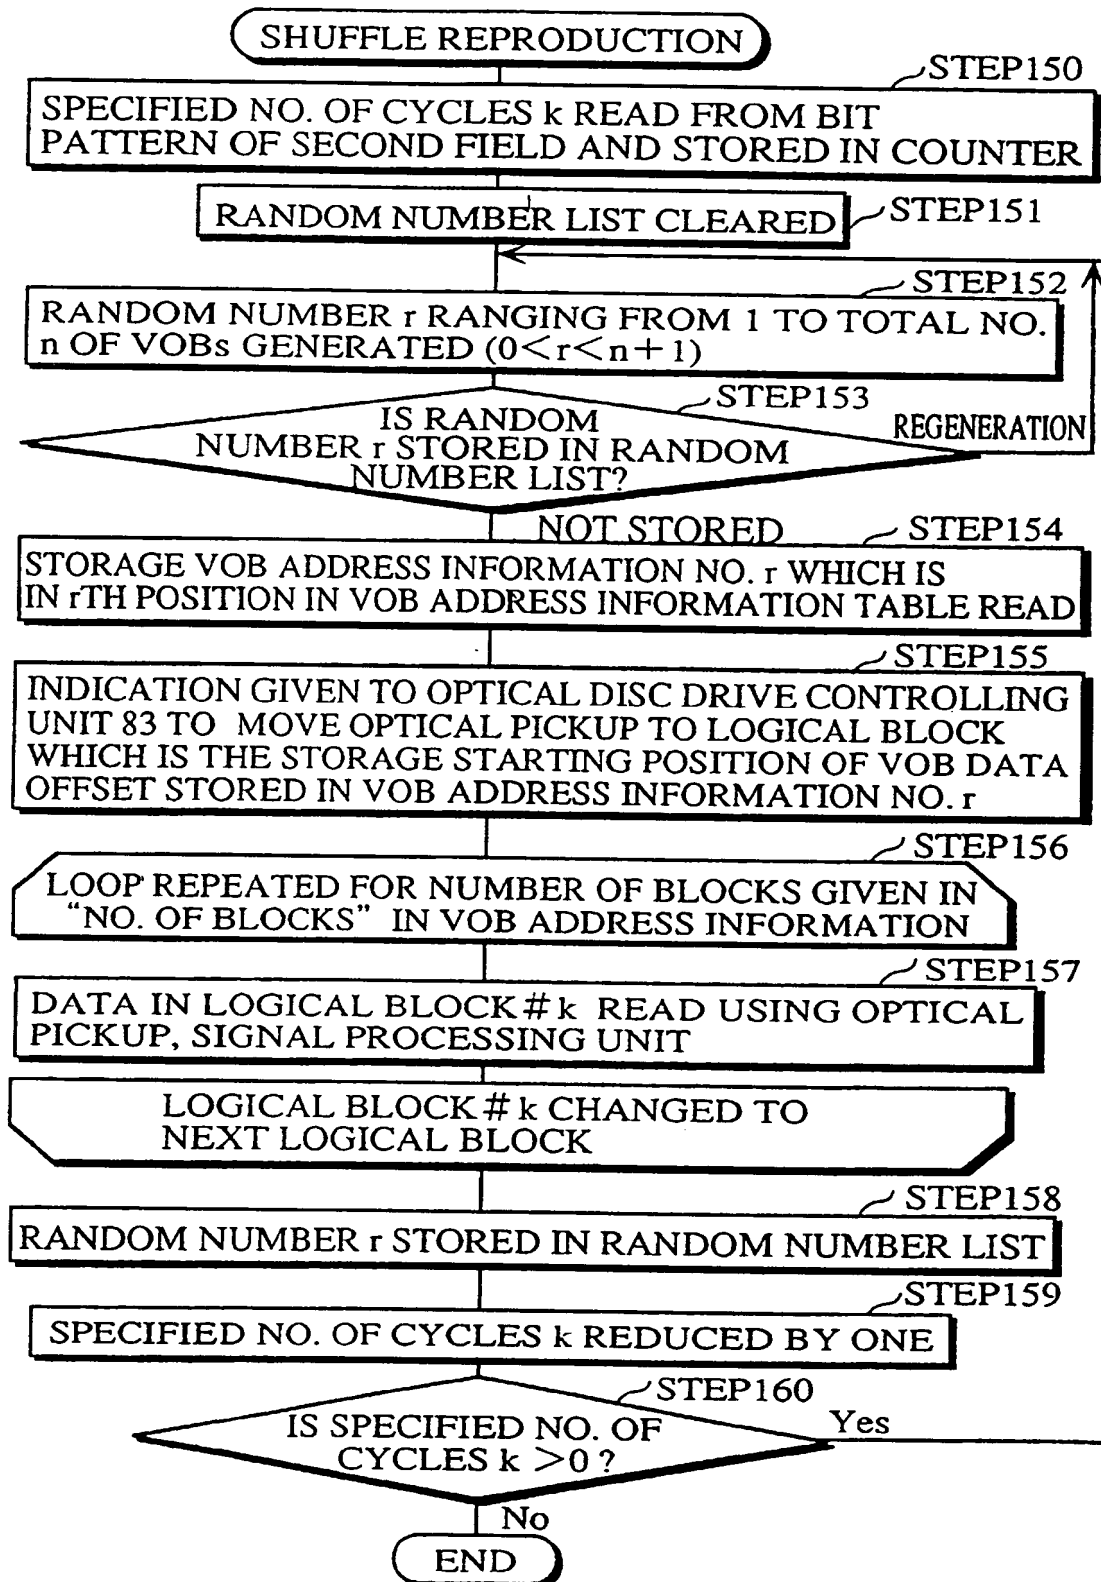 SHUFFLE REPRODUCTION
STEP150
SPECIFIED NO. OF CYCLES k READ FROM BIT
PATTERN OF SECOND FIELD AND STORED IN COUNTER
RANDOM NUMBER LIST CLEARED
STEP151
STEP152
RANDOM NUMBER r RANGING FROM 1 TO TOTAL NO.
n OF VOBs GENERATED (0<r<n+1)
STEP153
IS RANDOM
NUMBER r STORED IN RANDOM
NUMBER LIST?
REGENERATION
NOT STORED
STEP154
STORAGE VOB ADDRESS INFORMATION NO. r WHICH IS
IN rTH POSITION IN VOB ADDRESS INFORMATION TABLE READ
STEP155
INDICATION GIVEN TO OPTICAL DISC DRIVE CONTROLLING
UNIT 83 TO MOVE OPTICAL PICKUP TO LOGICAL BLOCK
WHICH IS THE STORAGE STARTING POSITION OF VOB DATA
OFFSET STORED IN VOB ADDRESS INFORMATION NO. r
STEP156
LOOP REPEATED FOR NUMBER OF BLOCKS GIVEN IN
“NO. OF BLOCKS” IN VOB ADDRESS INFORMATION
STEP157
DATA IN LOGICAL BLOCK#k READ USING OPTICAL
PICKUP, SIGNAL PROCESSING UNIT
LOGICAL BLOCK#k CHANGED TO
NEXT LOGICAL BLOCK
STEP158
RANDOM NUMBER r STORED IN RANDOM NUMBER LIST
STEP159
SPECIFIED NO. OF CYCLES k REDUCED BY ONE
STEP160
IS SPECIFIED NO. OF
CYCLES k >0?
Yes
No
END